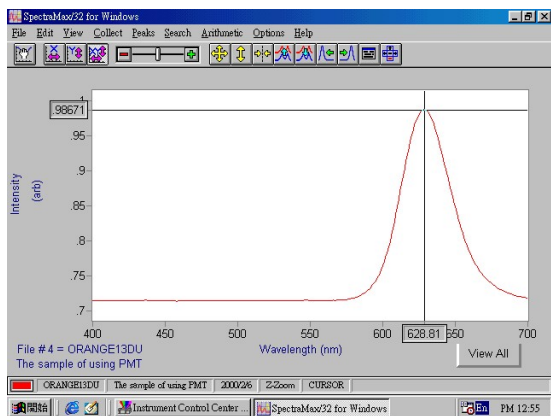 SpectraMax/32 for Windows
File Edit View Collect Peaks Search Arithmetic Options Help
1
.98671
.95
.9
.85
.8
.75
.7
Intensity
(arb)
400 450 500 550 600 628.81 650 700
Wavelength (nm)
File # 4 = ORANGE13DU
The sample of using PMT
View All
ORANGE13DU The sample of using PMT 2000/2/6 Z-Zoom CURSOR
開始 Instrument Control Center ... SpectraMax/32 for Windows En PM 12:55